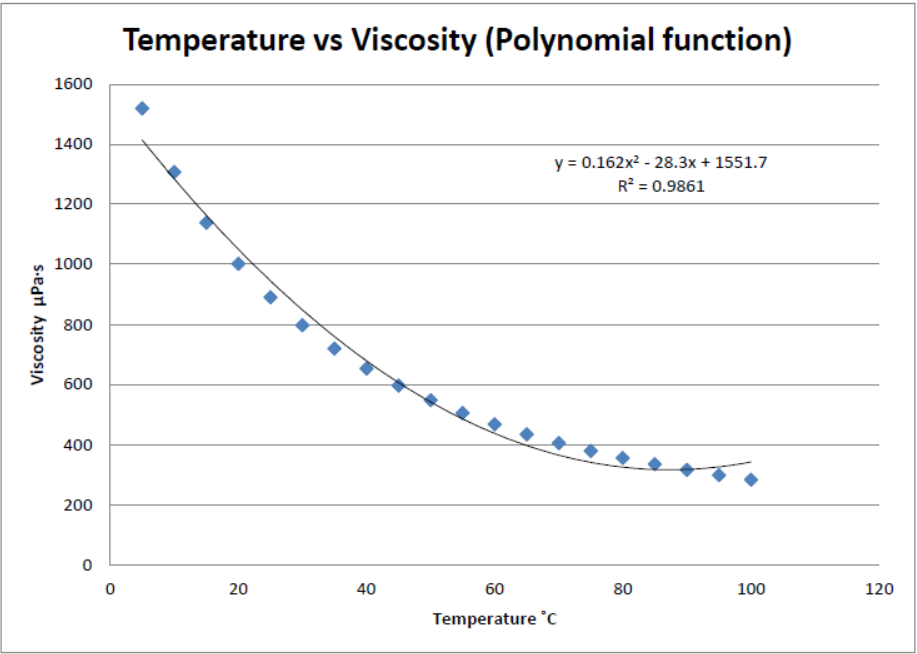 Temperature vs Viscosity (Polynomial function)
1600
1400
1200
1000
800
600
400
200
0
Viscosity µPa·s
y = 0.162x² - 28.3x + 1551.7
R² = 0.9861
0 20 40 60 80 100 120
Temperature ˚C